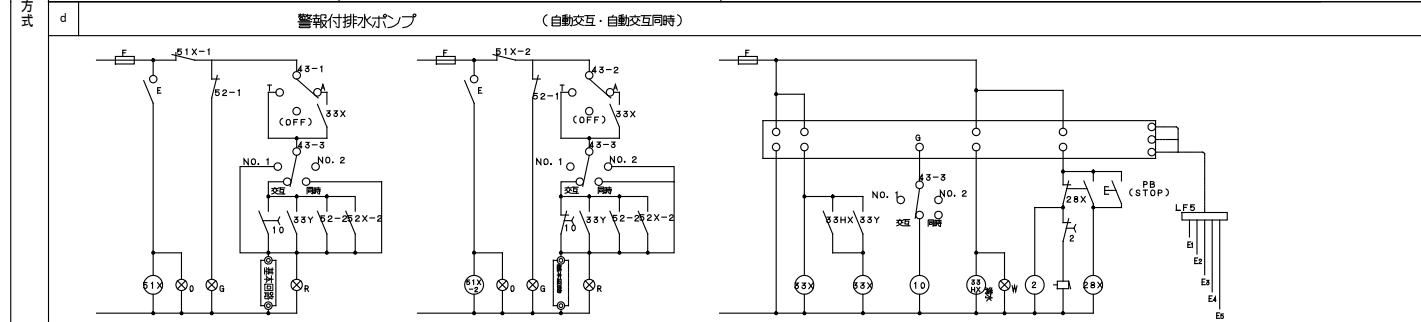 方式
d
警報付排水ポンプ
(自動交互・自動交互同時)
F
51X-1
E
52-1
43-1
T
A
(OFF)
33X
43-3
NO. 1
NO. 2
交互
同時
10
33Y
52-2
52X-2
51X
O
G
基本回路
R
F
51X-2
E
52-1
43-2
T
A
(OFF)
33X
43-3
NO. 1
NO. 2
交互
同時
10
33Y
52-2
52X-2
51X-2
O
G
R
F
G
43-3
NO. 1
NO. 2
交互
同時
33HX
33Y
28X
E
PB
(STOP)
2
LF5
E1
E2
E3
E4
E5
33X
33X
10
33HX
W
2
28X